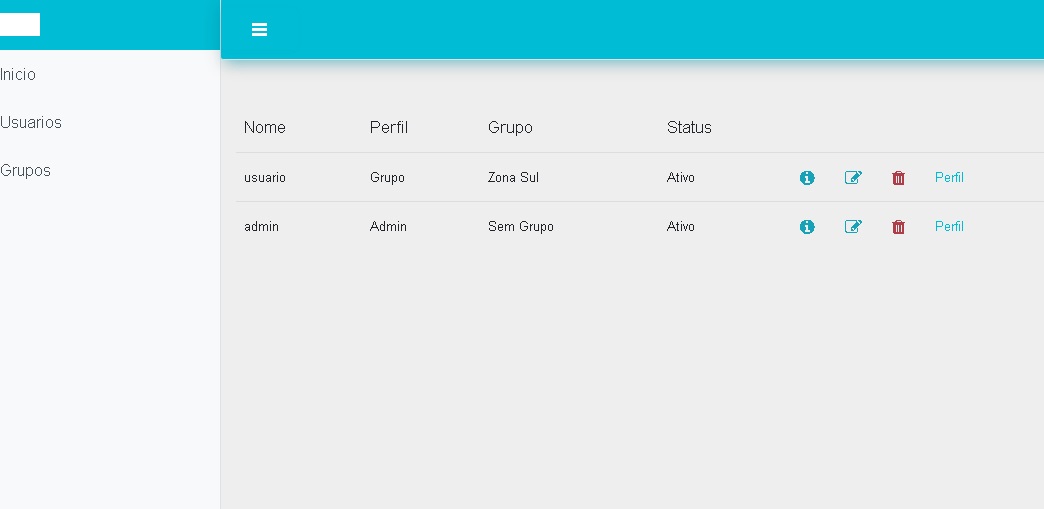 Inicio
Usuarios
Grupos
Nome Perfil Grupo Status
usuario Grupo Zona Sul Ativo Perfil
admin Admin Sem Grupo Ativo Perfil